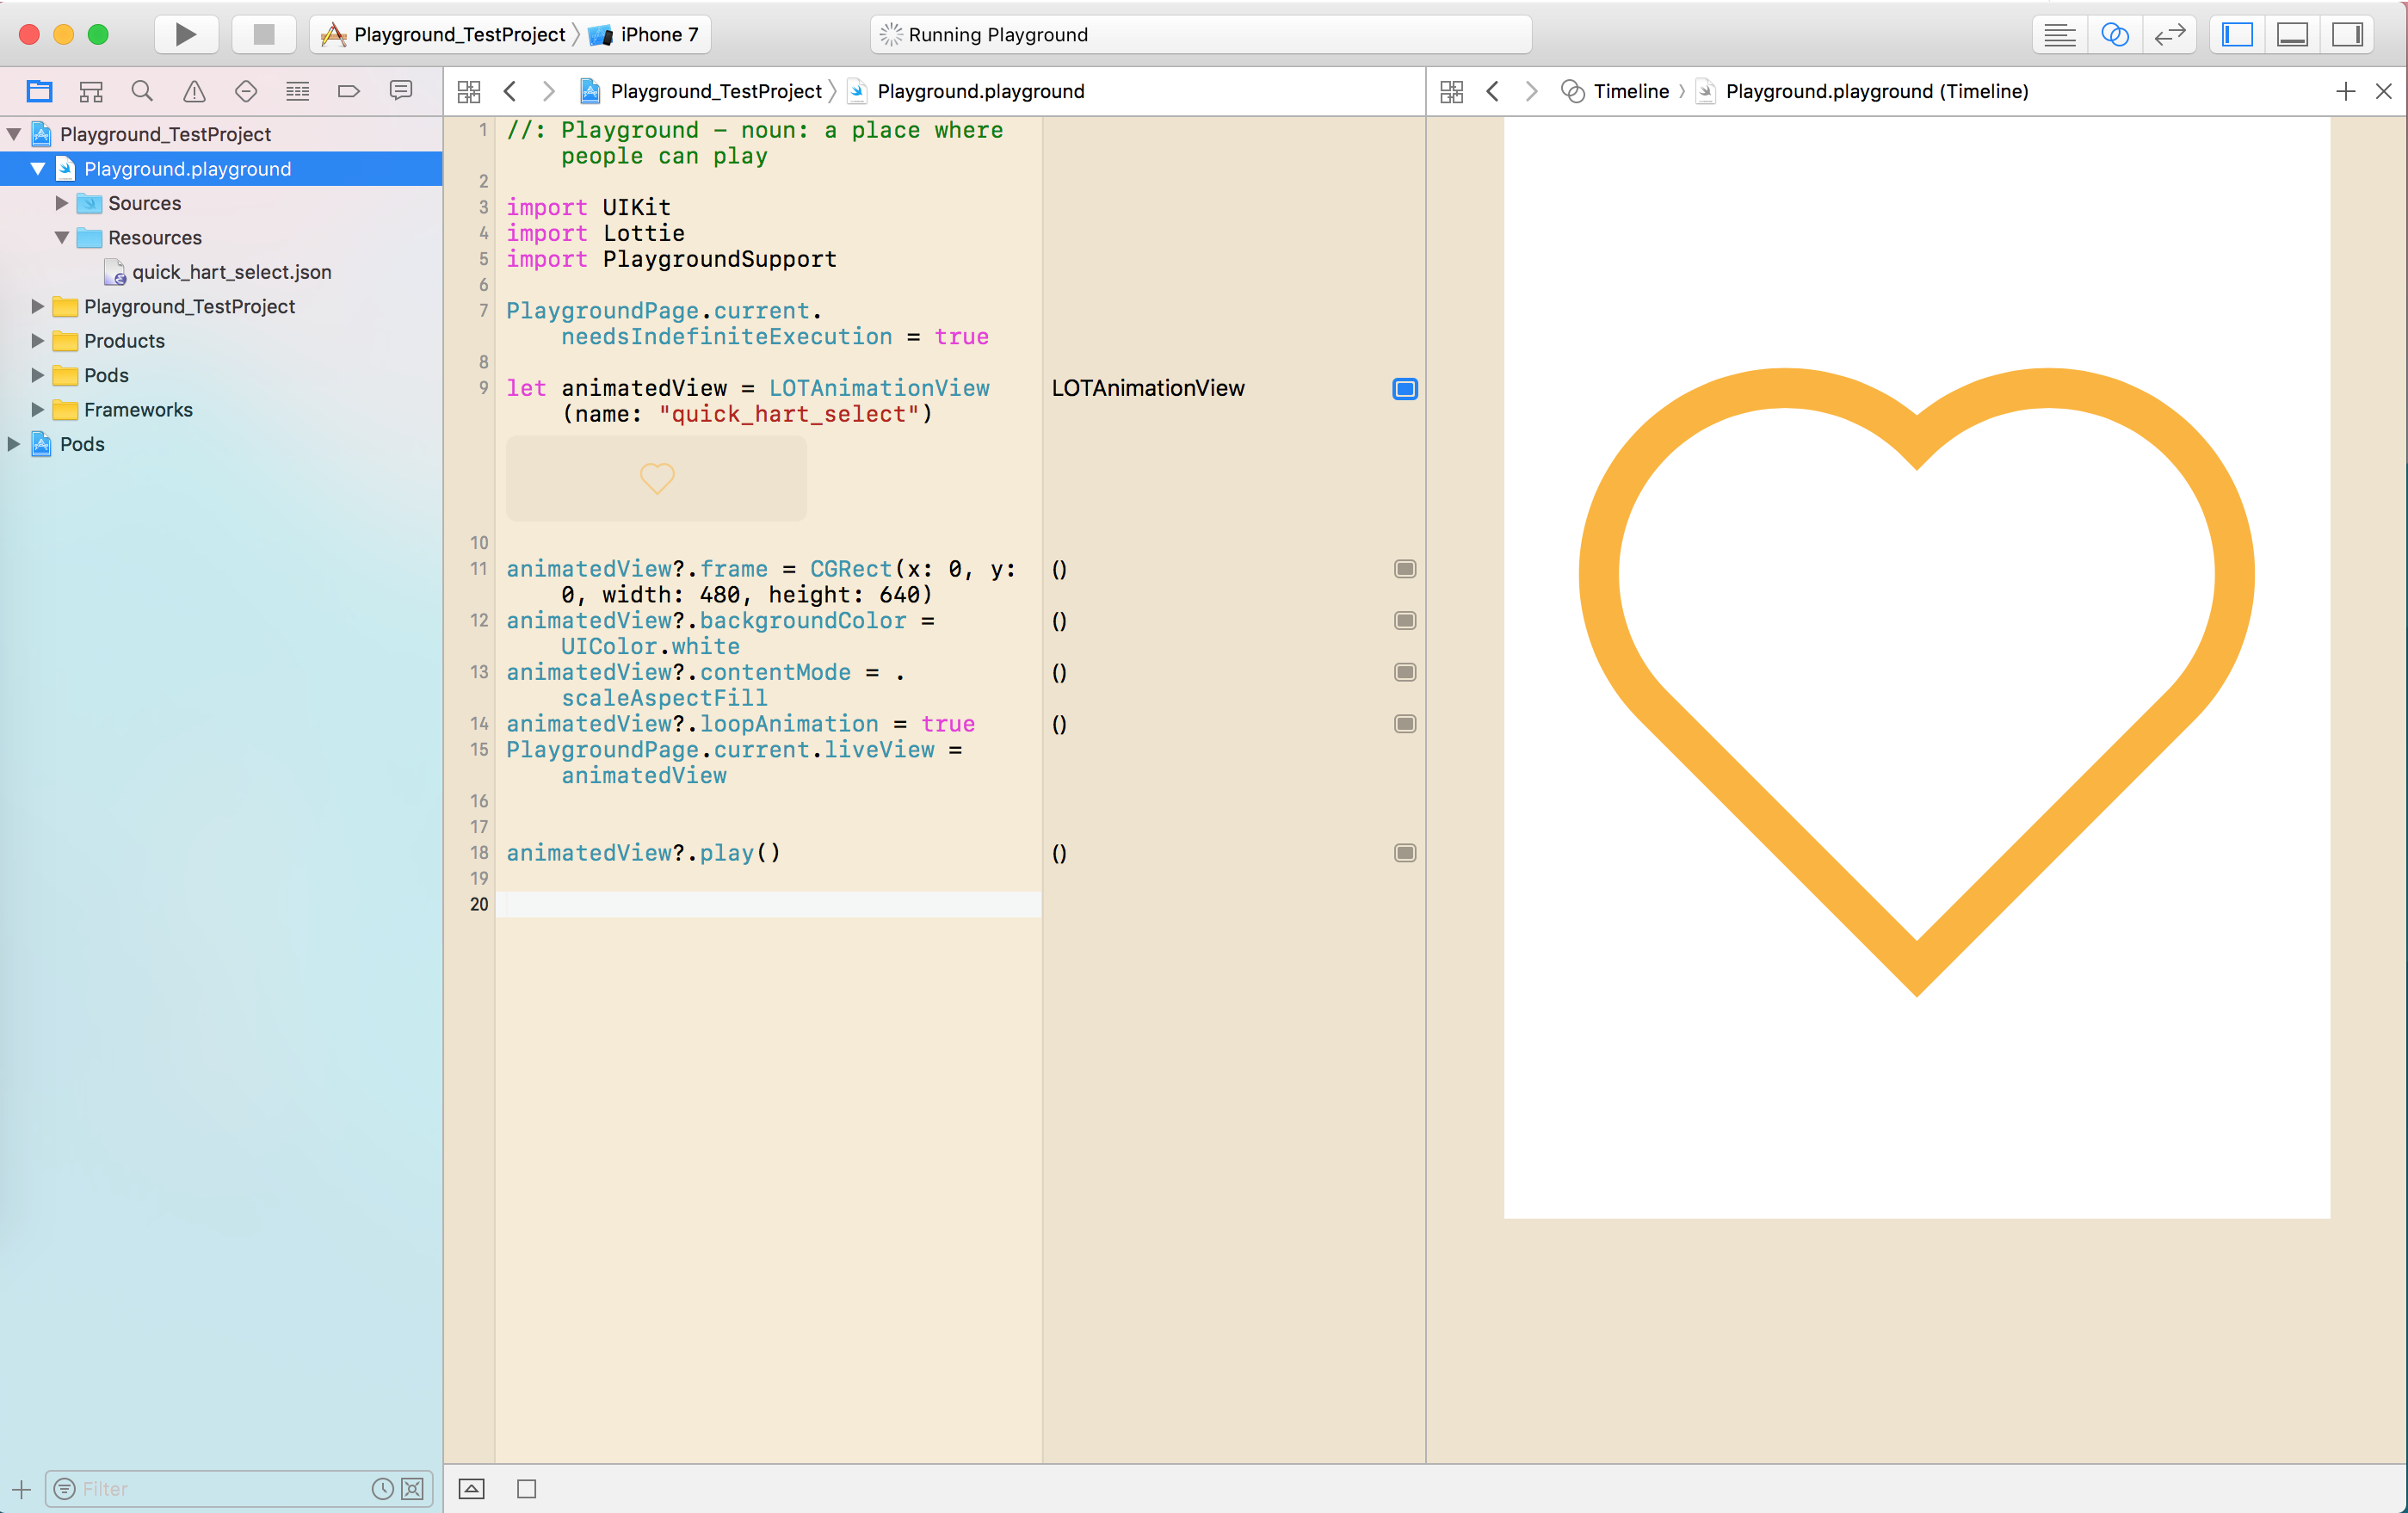 Playground_TestProject
iPhone 7
Running Playground
Playground_TestProject
Playground.playground
Timeline
Playground.playground (Timeline)
Playground_TestProject
Playground.playground
Sources
Resources
quick_hart_select.json
Playground_TestProject
Products
Pods
Frameworks
Pods
Filter
1 //: Playground – noun: a place where
people can play
2
3 import UIKit
4 import Lottie
5 import PlaygroundSupport
6
7 PlaygroundPage.current.
needsIndefiniteExecution = true
8
9 let animatedView = LOTAnimationView
(name: "quick_hart_select")
10
11 animatedView?.frame = CGRect(x: 0, y:
0, width: 480, height: 640)
12 animatedView?.backgroundColor =
UIColor.white
13 animatedView?.contentMode = .
scaleAspectFill
14 animatedView?.loopAnimation = true
15 PlaygroundPage.current.liveView =
animatedView
16
17
18 animatedView?.play()
19
20
LOTAnimationView
()
()
()
()
()